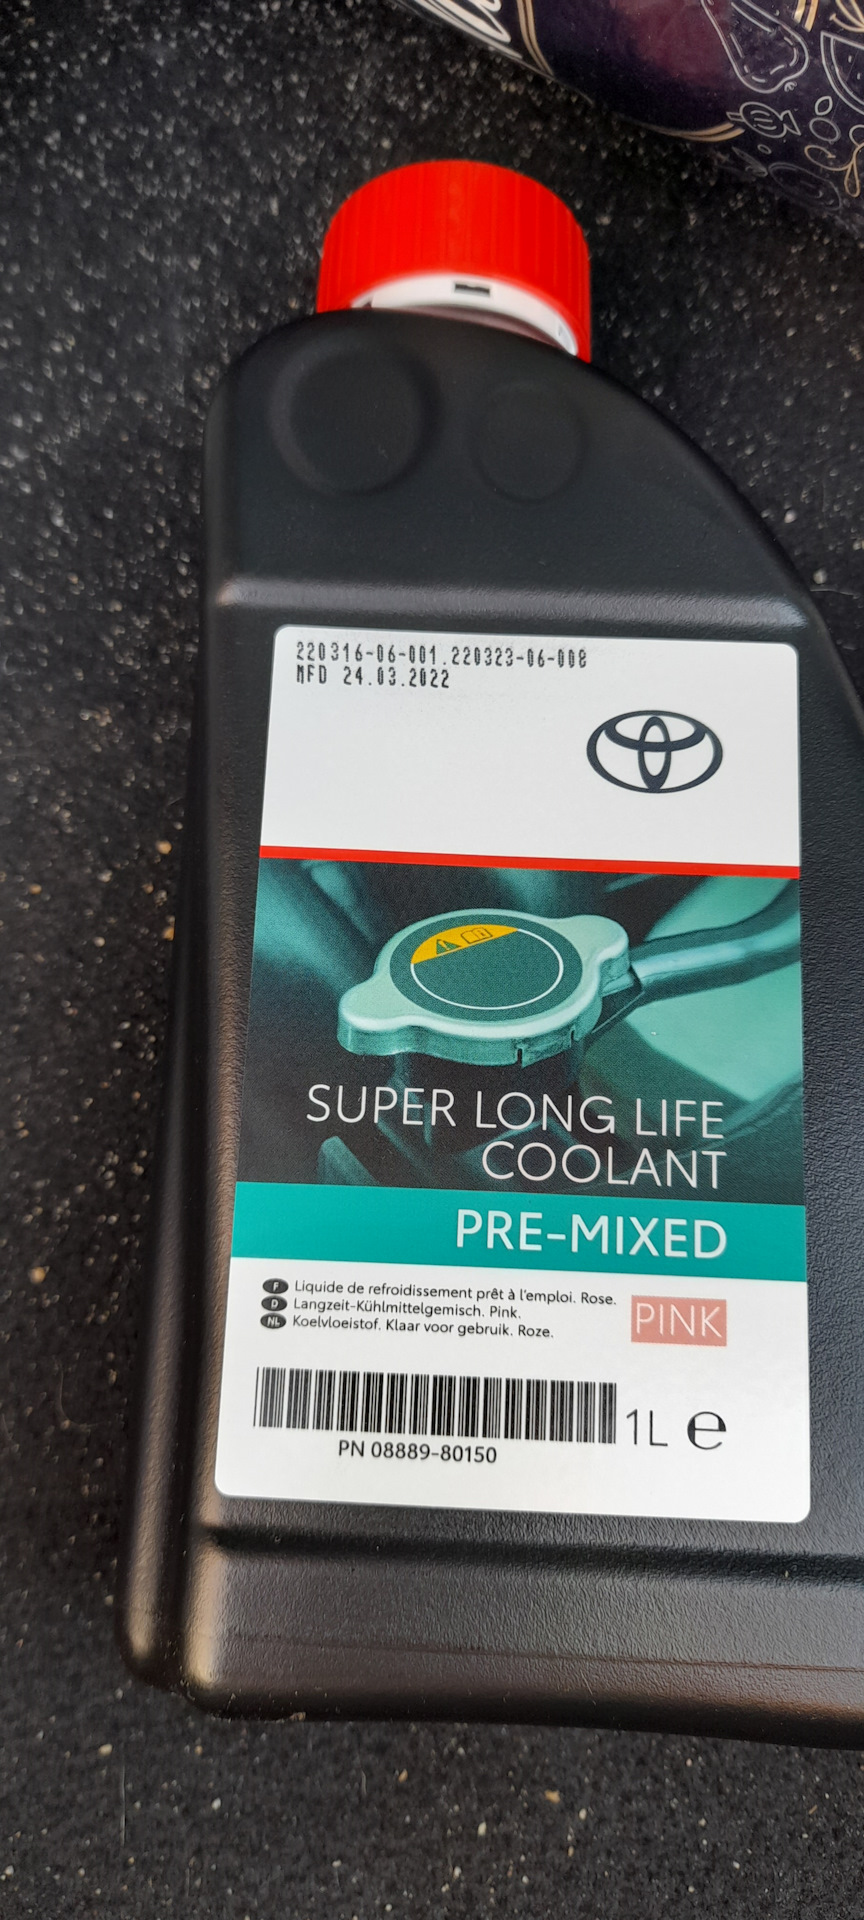 220316-06-001.220323-06-008
MFD 24.03.2022
SUPER LONG LIFE
COOLANT
PRE-MIXED
F Liquide de refroidissement prêt à l'emploi. Rose.
D Langzeit-Kühlmittelgemisch. Pink.
NL Koelvloeistof. Klaar voor gebruik. Roze.
PINK
1L e
PN 08889-80150